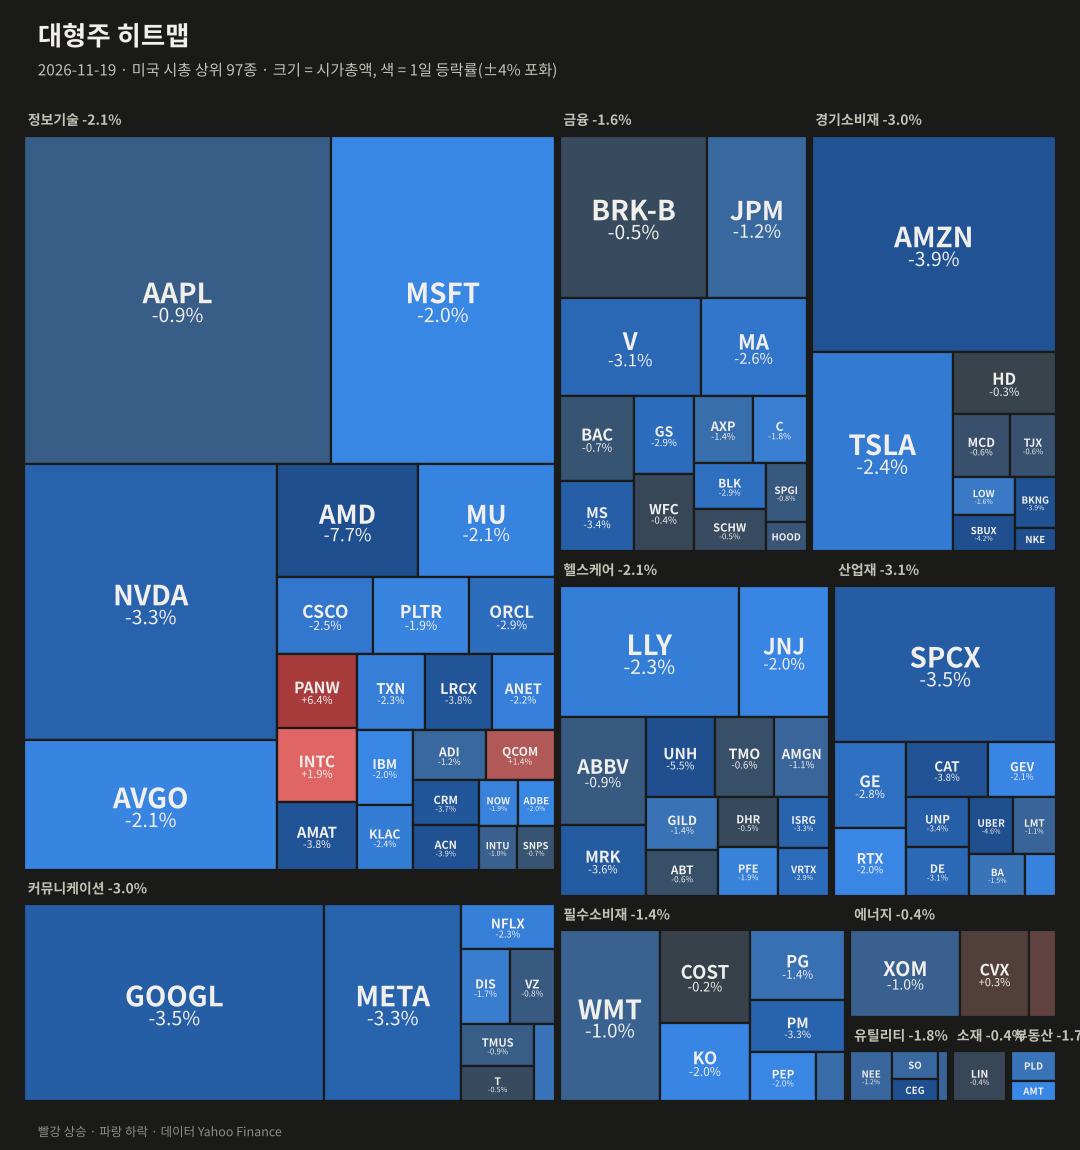 대형주 히트맵
2026-11-19 · 미국 시총 상위 97종 · 크기 = 시가총액, 색 = 1일 등락률(±4% 포화)
정보기술 -2.1%
AAPL
-0.9%
MSFT
-2.0%
NVDA
-3.3%
AVGO
-2.1%
AMD
-7.7%
MU
-2.1%
CSCO
-2.5%
PLTR
-1.9%
ORCL
-2.9%
PANW
+6.4%
TXN
-2.3%
LRCX
-3.8%
ANET
-2.2%
INTC
+1.9%
IBM
-2.0%
ADI
-1.2%
QCOM
+1.4%
AMAT
-3.8%
KLAC
-2.4%
CRM
-3.7%
NOW
-1.9%
ADBE
-2.0%
ACN
-3.9%
INTU
-1.0%
SNPS
-0.7%
금융 -1.6%
BRK-B
-0.5%
JPM
-1.2%
V
-3.1%
MA
-2.6%
BAC
-0.7%
GS
-2.9%
AXP
-1.4%
C
-1.8%
MS
-3.4%
WFC
-0.4%
BLK
-2.9%
SPGI
-0.8%
SCHW
-0.5%
HOOD
경기소비재 -3.0%
AMZN
-3.9%
TSLA
-2.4%
HD
-0.3%
MCD
-0.6%
TJX
-0.6%
LOW
-1.6%
BKNG
-3.9%
SBUX
-4.2%
NKE
헬스케어 -2.1%
LLY
-2.3%
JNJ
-2.0%
ABBV
-0.9%
UNH
-5.5%
TMO
-0.6%
AMGN
-1.1%
MRK
-3.6%
GILD
-1.4%
DHR
-0.5%
ISRG
-3.3%
ABT
-0.6%
PFE
-1.9%
VRTX
-2.9%
산업재 -3.1%
SPCX
-3.5%
GE
-2.8%
CAT
-3.8%
GEV
-2.1%
RTX
-2.0%
UNP
-3.4%
UBER
-4.6%
LMT
-1.1%
DE
-3.1%
BA
-1.5%
커뮤니케이션 -3.0%
GOOGL
-3.5%
META
-3.3%
NFLX
-2.3%
DIS
-1.7%
VZ
-0.8%
TMUS
-0.9%
T
-0.5%
필수소비재 -1.4%
WMT
-1.0%
COST
-0.2%
PG
-1.4%
KO
-2.0%
PM
-3.3%
PEP
-2.0%
에너지 -0.4%
XOM
-1.0%
CVX
+0.3%
유틸리티 -1.8%
NEE
-1.2%
SO
CEG
소재 -0.4%
LIN
-0.4%
부동산 -1.7
PLD
AMT
빨강 상승 · 파랑 하락 · 데이터 Yahoo Finance